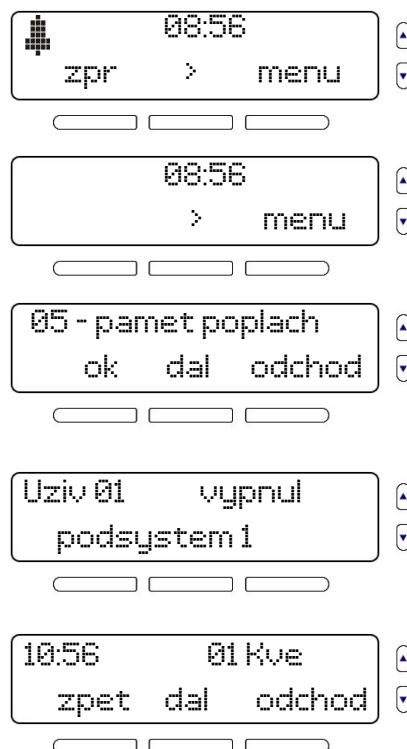 08:56
zpr > menu
08:56
> menu
05 - pamet poplach
ok dal odchod
Uziv 01 vypnul
podsystem 1
10:56 01 Kve
zpet dal odchod